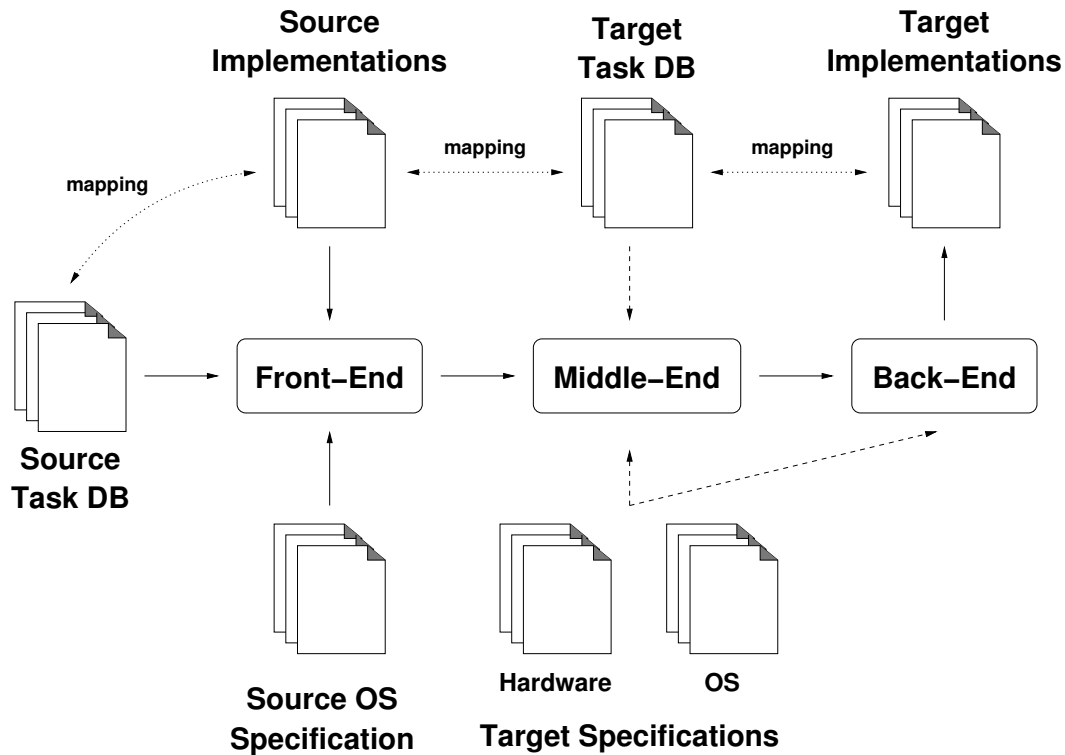 Source
Implementations
Target
Task DB
Target
Implementations
mapping
mapping
mapping
Front−End
Middle−End
Back−End
Source
Task DB
Hardware
OS
Source OS
Specification
Target Specifications